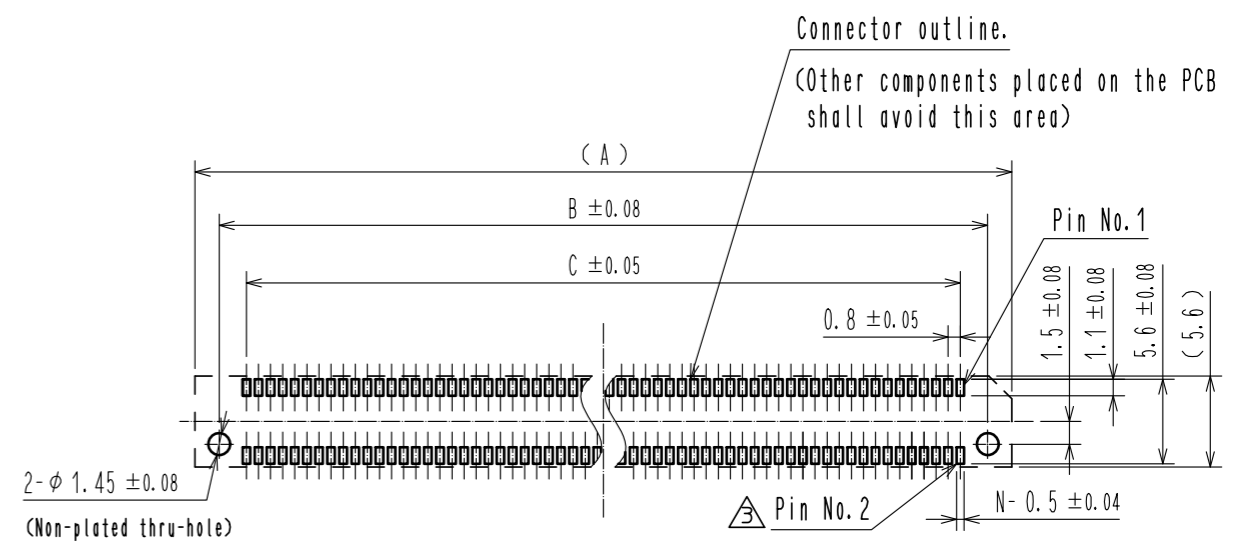 Connector outline.
(Other components placed on the PCB
shall avoid this area)
(A)
B ±0.08
Pin No.1
C ±0.05
0.8 ±0.05
1.5 ±0.08
1.1 ±0.08
5.6 ±0.08
(5.6)
2-φ 1.45 ±0.08
(Non-plated thru-hole)
3 Pin No.2
N- 0.5 ±0.04